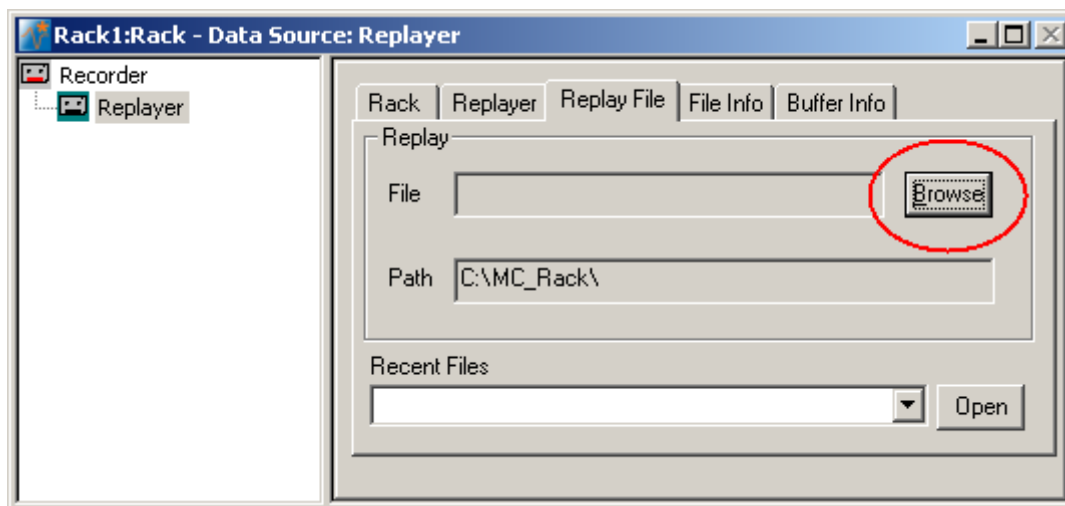 Rack1:Rack - Data Source: Replayer
Recorder
Replayer
Rack Replayer Replay File File Info Buffer Info
Replay
File Browse
Path C:\MC_Rack\
Recent Files
Open